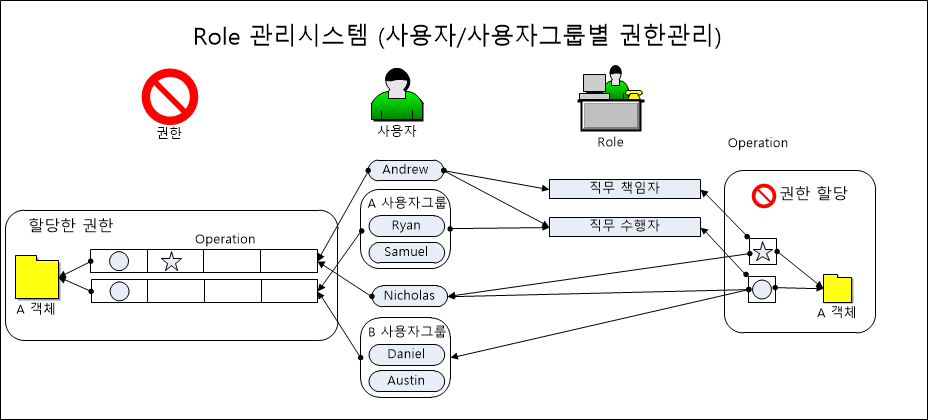 Role 관리시스템 (사용자/사용자그룹별 권한관리)
권한
사용자
Role
Operation
Andrew
직무 책임자
권한 할당
A 사용자그룹
할당한 권한
Ryan
직무 수행자
Operation
Samuel
Nicholas
A 객체
A 객체
B 사용자그룹
Daniel
Austin